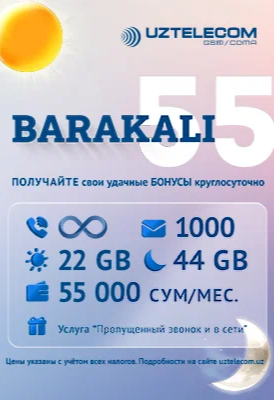 UZTELECOM
GSM/CDMA
55
BARAKALI
ПОЛУЧАЙТЕ свои удачные БОНУСЫ круглосуточно
∞ 1000
22 GB 44 GB
55 000 СУМ/МЕС.
Услуга "Пропущенный звонок и в сети"
Цены указаны с учётом всех налогов. Подробности на сайте uztelecom.uz